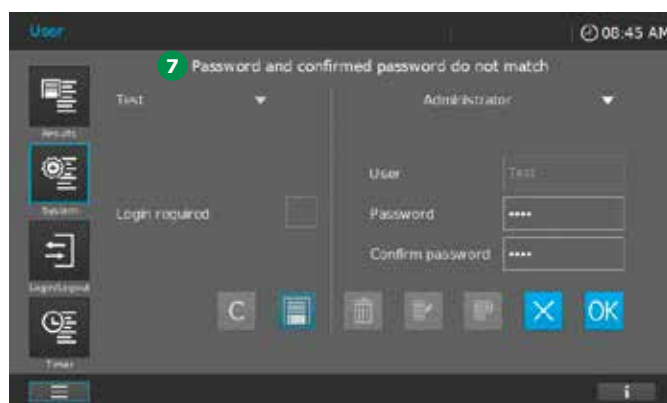 User
08:45 AM
7 Password and confirmed password do not match
Test
Administrator
Results
User
Test
System
Login required
Password
••••
Confirm password
••••
Login/Logout
C
OK
Timer
i